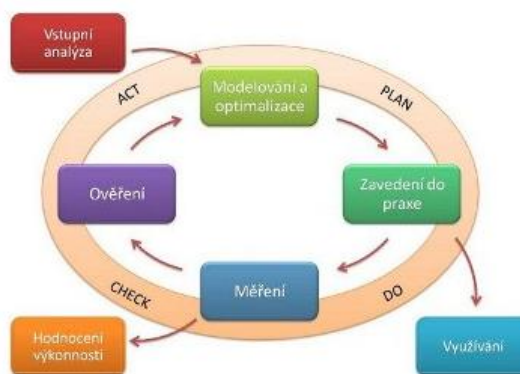 Vstupní
analýza
ACT
Modelování a
optimalizace
PLAN
Ověření
Zavedení do
praxe
CHECK
Měření
DO
Hodnocení
výkonnosti
Využívání